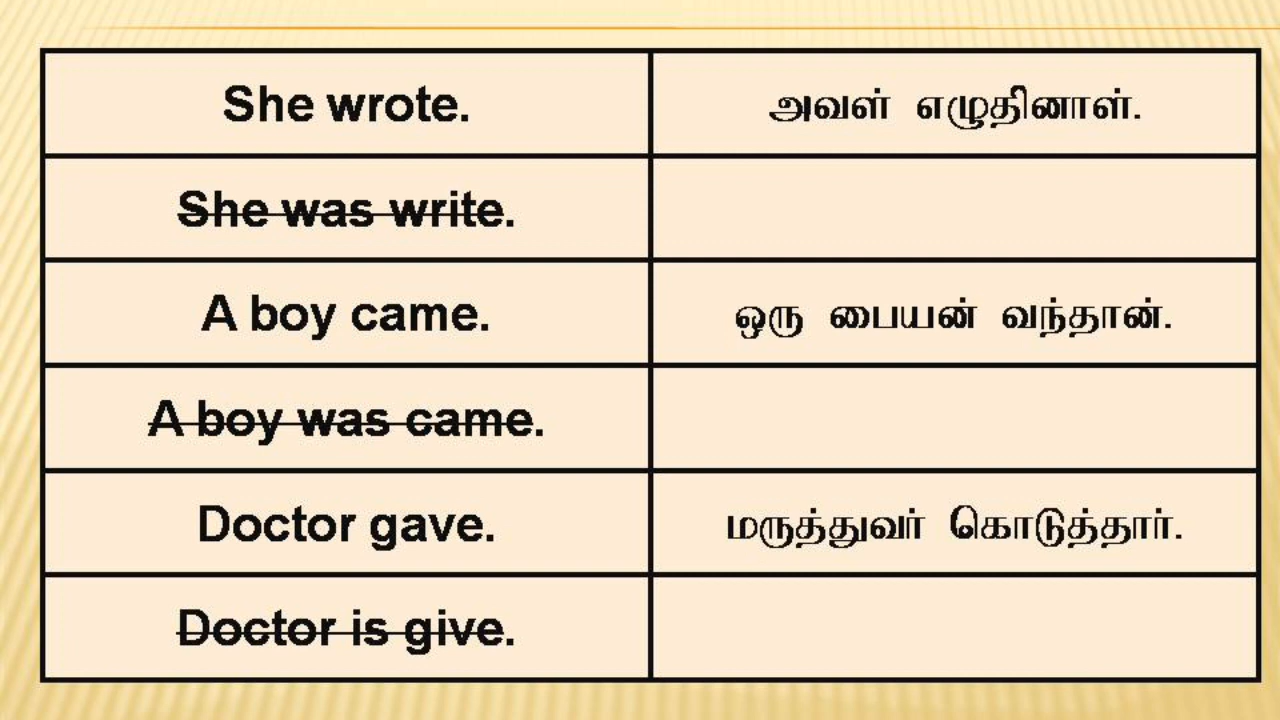 She wrote. அவள் எழுதினாள்.
She was write.
A boy came. ஒரு பையன் வந்தான்.
A boy was came.
Doctor gave. மருத்துவர் கொடுத்தார்.
Doctor is give.